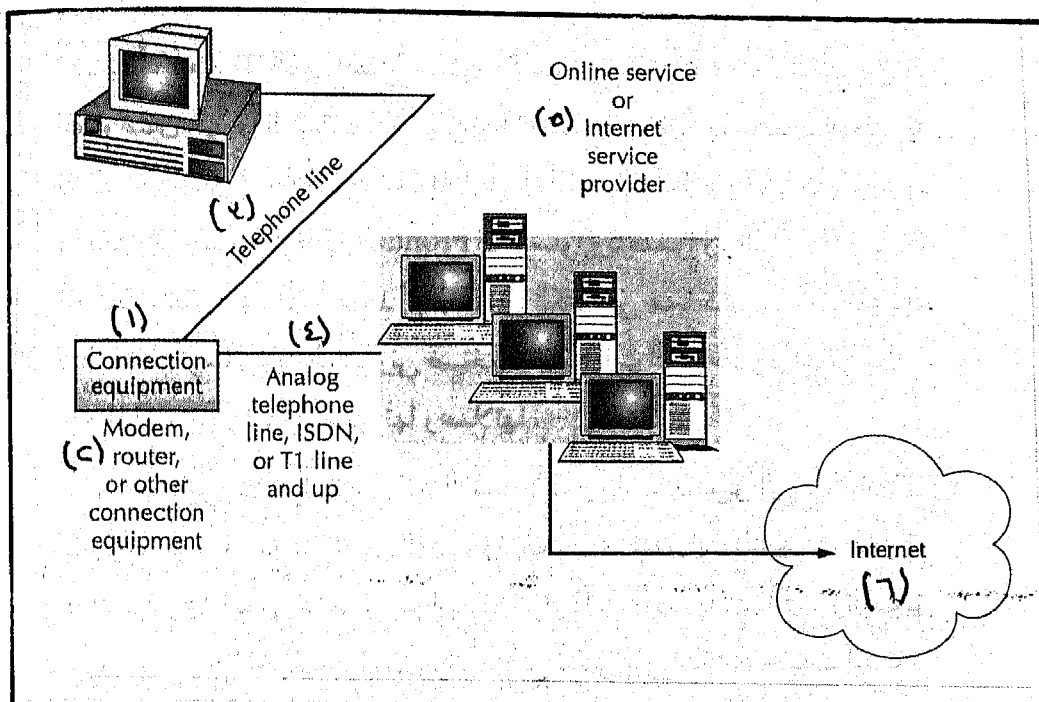 Online service
or
(٥) Internet
service
provider
(٣) Telephone line
(١)
Connection
equipment
(٢) Modem,
router,
or other
connection
equipment
(٤)
Analog
telephone
line, ISDN,
or T1 line
and up
Internet
(٦)